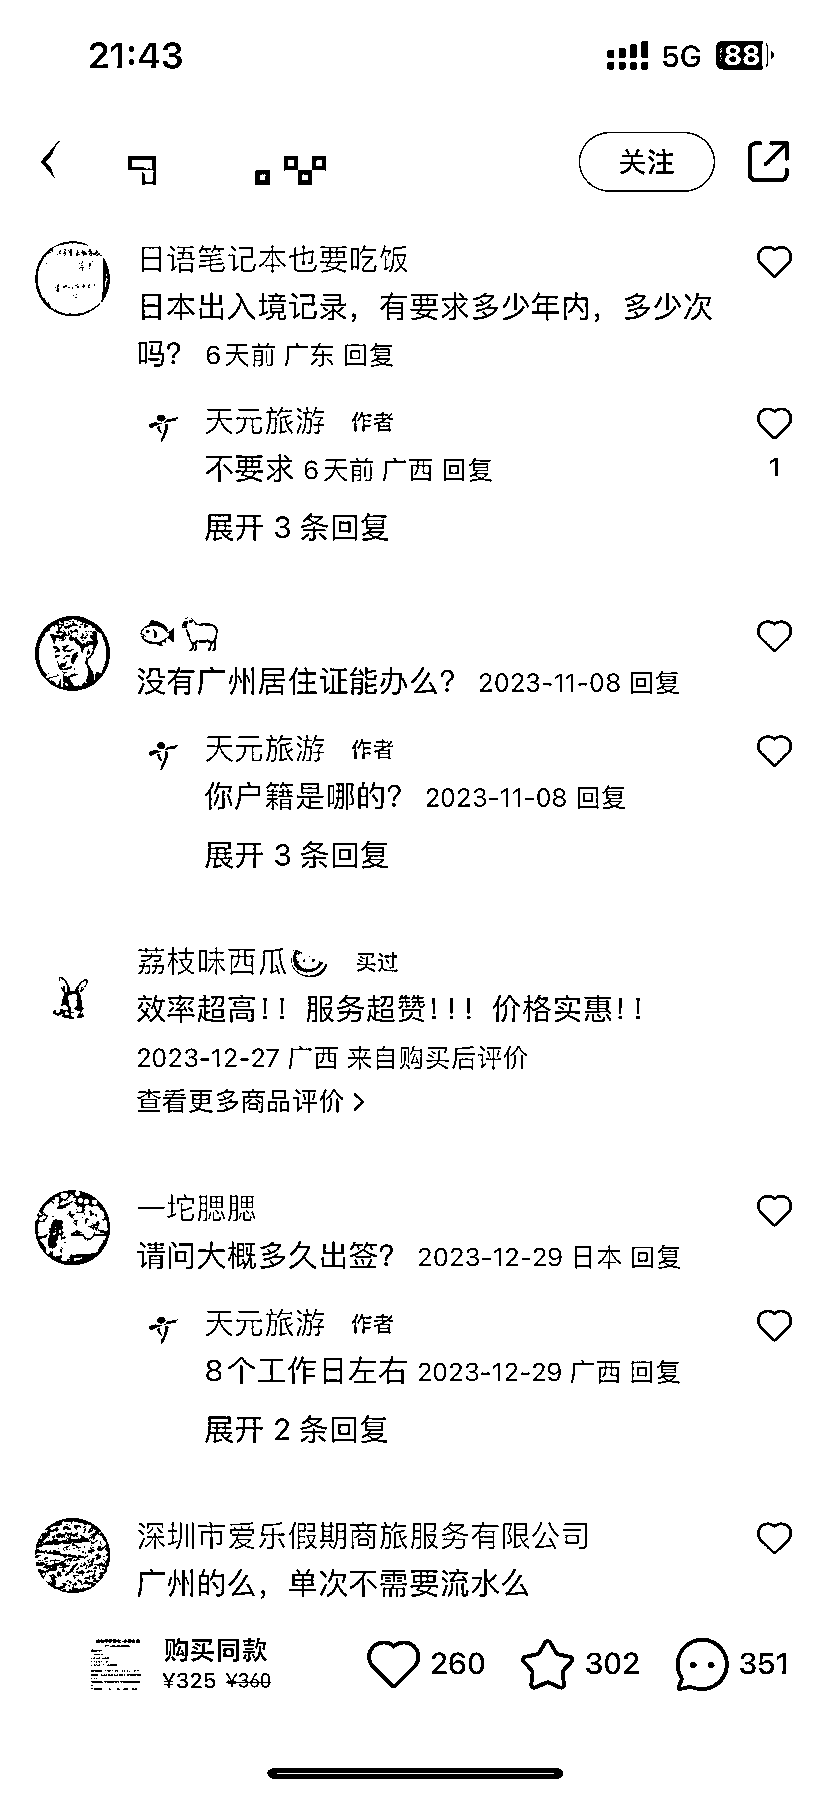 21:43
5G 88
关注
日语笔记本也要吃饭
日本出入境记录，有要求多少年内，多少次
吗？ 6天前 广东 回复
天元旅游 作者
不要求 6天前 广西 回复
1
展开 3 条回复
没有广州居住证能办么？ 2023-11-08 回复
天元旅游 作者
你户籍是哪的？ 2023-11-08 回复
展开 3 条回复
荔枝味西瓜🍉 买过
效率超高！！服务超赞！！！价格实惠！！
2023-12-27 广西 来自购买后评价
查看更多商品评价 >
一坨腮腮
请问大概多久出签？ 2023-12-29 日本 回复
天元旅游 作者
8个工作日左右 2023-12-29 广西 回复
展开 2 条回复
深圳市爱乐假期商旅服务有限公司
广州的么，单次不需要流水么
购买同款
¥325 ¥360
260
302
351